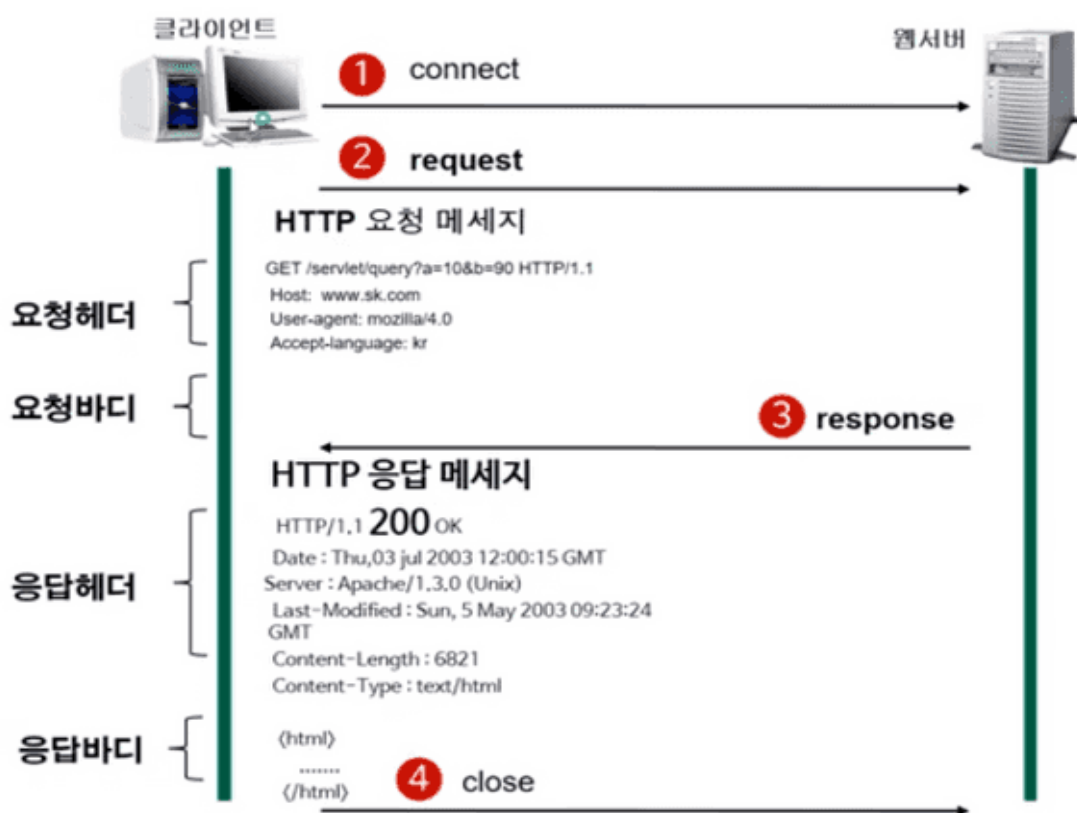 클라이언트
웹서버
1 connect
2 request
HTTP 요청 메세지
요청헤더
GET /servlet/query?a=10&b=90 HTTP/1.1
Host: www.sk.com
User-agent: mozilla/4.0
Accept-language: kr
요청바디
3 response
HTTP 응답 메세지
응답헤더
HTTP/1.1 200 OK
Date : Thu,03 jul 2003 12:00:15 GMT
Server : Apache/1.3.0 (Unix)
Last-Modified : Sun, 5 May 2003 09:23:24
GMT
Content-Length : 6821
Content-Type : text/html
응답바디
<html>
.......
</html>
4 close